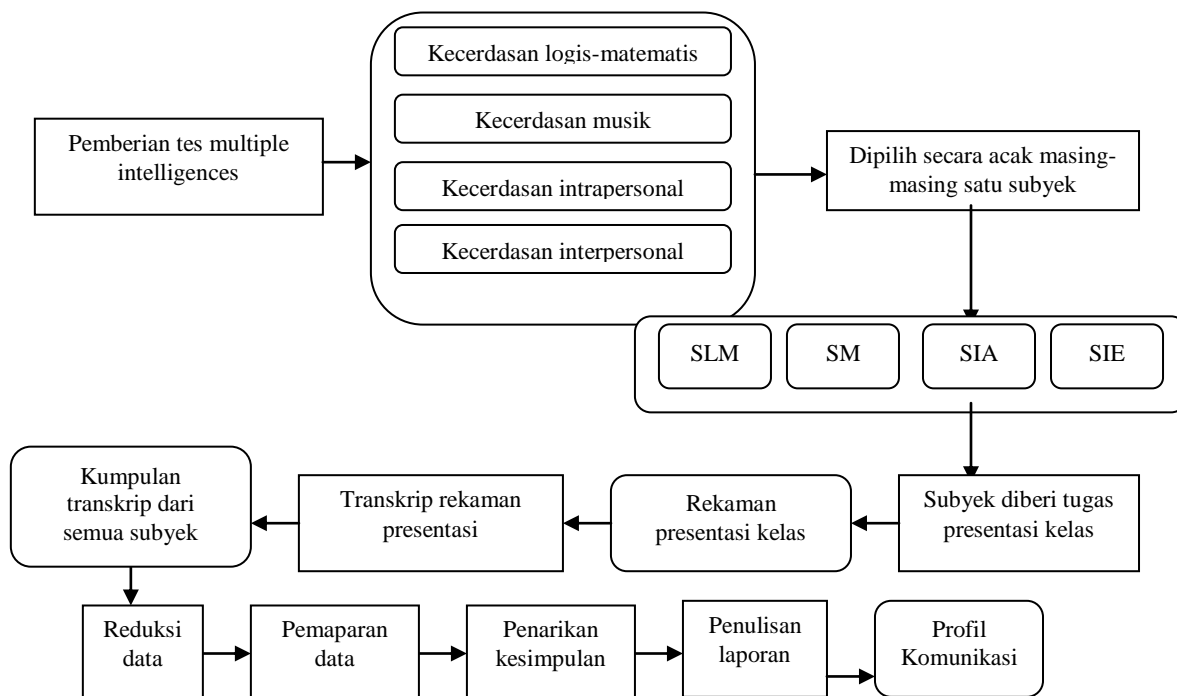 Pemberian tes multiple
intelligences
Kecerdasan logis-matematis
Kecerdasan musik
Kecerdasan intrapersonal
Kecerdasan interpersonal
Dipilih secara acak masing-
masing satu subyek
SLM
SM
SIA
SIE
Subyek diberi tugas
presentasi kelas
Rekaman
presentasi kelas
Transkrip rekaman
presentasi
Kumpulan
transkrip dari
semua subyek
Reduksi
data
Pemaparan
data
Penarikan
kesimpulan
Penulisan
laporan
Profil
Komunikasi